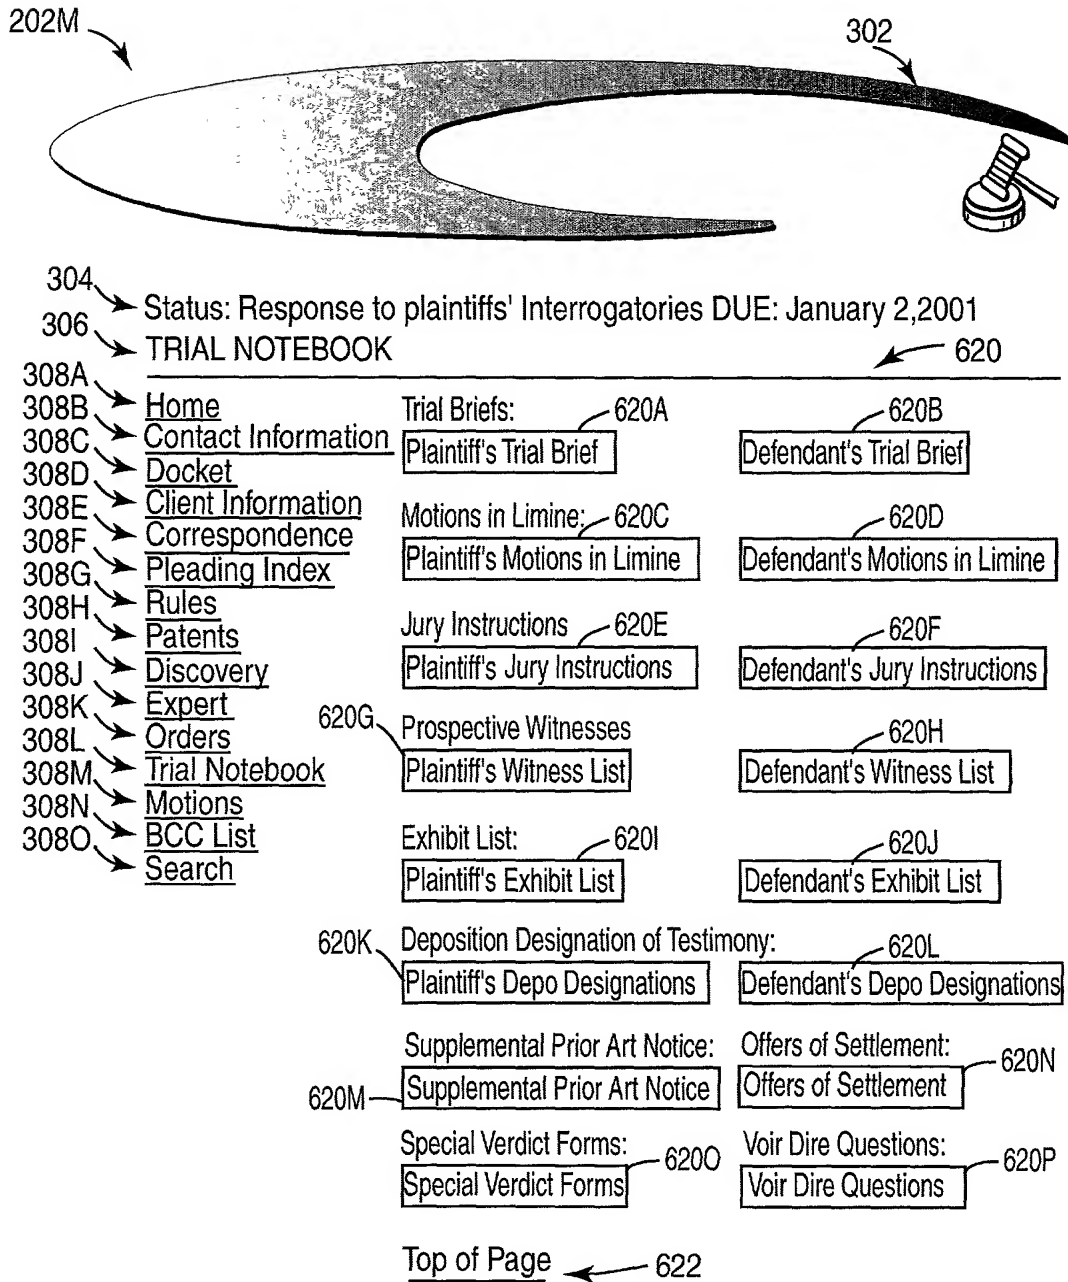 202M
302
304 Status: Response to plaintiffs' Interrogatories DUE: January 2,2001
306 TRIAL NOTEBOOK 620
308A Home
308B Contact Information
308C Docket
308D Client Information
308E Correspondence
308F Pleading Index
308G Rules
308H Patents
308I Discovery
308J Expert
308K Orders
308L Trial Notebook
308M Motions
308N BCC List
308O Search
Trial Briefs: 620A 620B
Plaintiff's Trial Brief Defendant's Trial Brief
Motions in Limine: 620C 620D
Plaintiff's Motions in Limine Defendant's Motions in Limine
Jury Instructions 620E 620F
Plaintiff's Jury Instructions Defendant's Jury Instructions
620G Prospective Witnesses 620H
Plaintiff's Witness List Defendant's Witness List
Exhibit List: 620I 620J
Plaintiff's Exhibit List Defendant's Exhibit List
620K Deposition Designation of Testimony: 620L
Plaintiff's Depo Designations Defendant's Depo Designations
Supplemental Prior Art Notice: Offers of Settlement:
620M Supplemental Prior Art Notice Offers of Settlement 620N
Special Verdict Forms: 620O Voir Dire Questions: 620P
Special Verdict Forms Voir Dire Questions
Top of Page 622